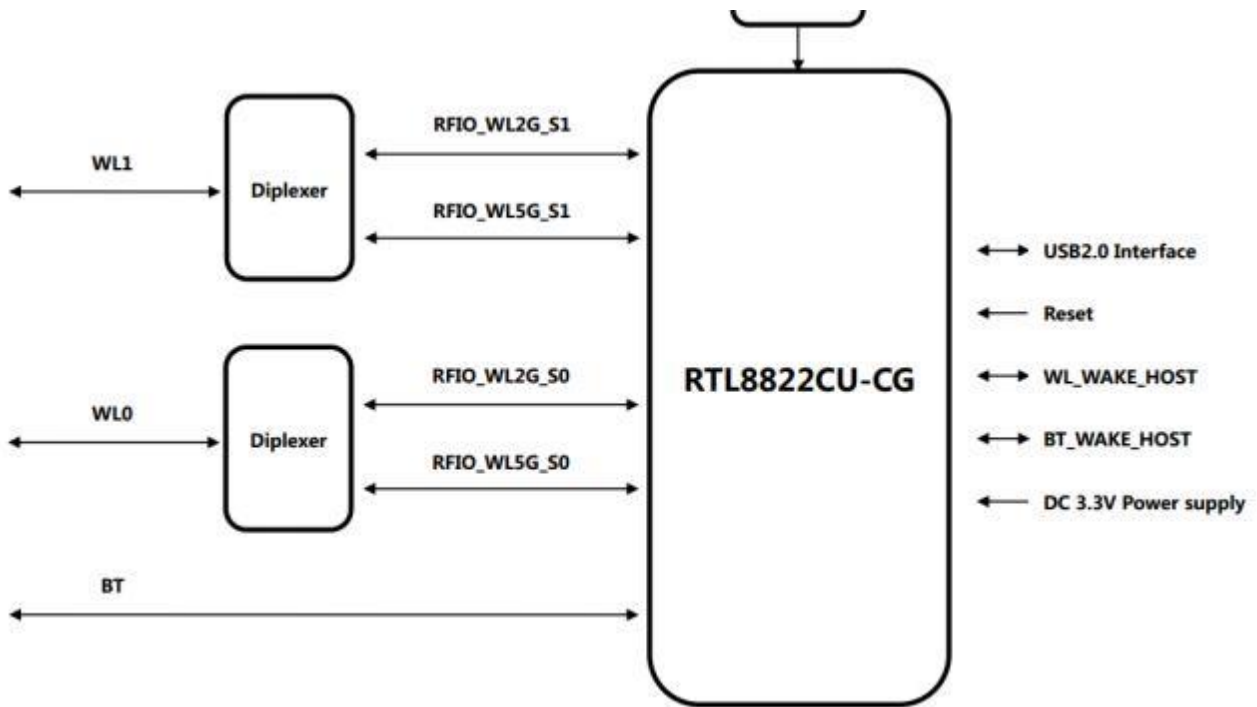 RFIO_WL2G_S1
WL1
Diplexer
RFIO_WL5G_S1
USB2.0 Interface
Reset
RFIO_WL2G_S0
RTL8822CU-CG
WL_WAKE_HOST
WL0
Diplexer
BT_WAKE_HOST
RFIO_WL5G_S0
DC 3.3V Power supply
BT